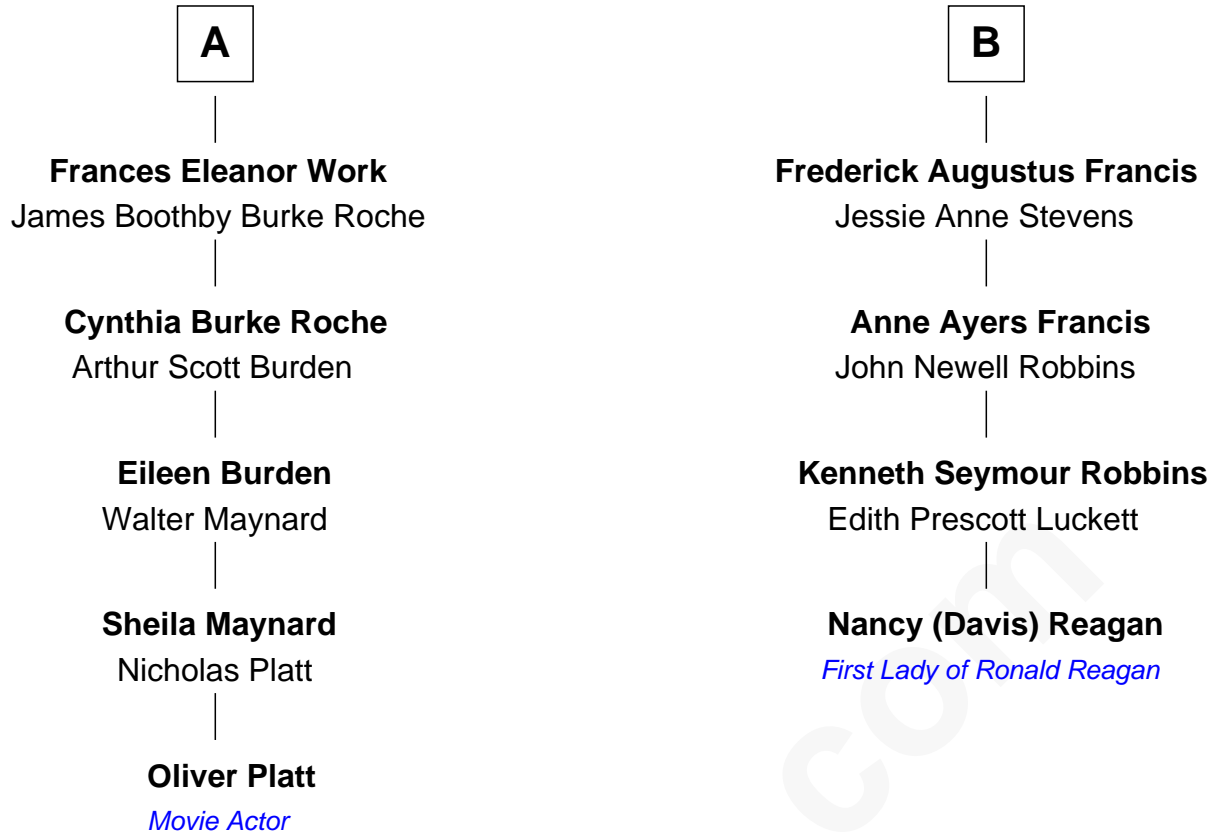 A
Frances Eleanor Work
James Boothby Burke Roche
Cynthia Burke Roche
Arthur Scott Burden
Eileen Burden
Walter Maynard
Sheila Maynard
Nicholas Platt
Oliver Platt
Movie Actor
B
Frederick Augustus Francis
Jessie Anne Stevens
Anne Ayers Francis
John Newell Robbins
Kenneth Seymour Robbins
Edith Prescott Luckett
Nancy (Davis) Reagan
First Lady of Ronald Reagan
com